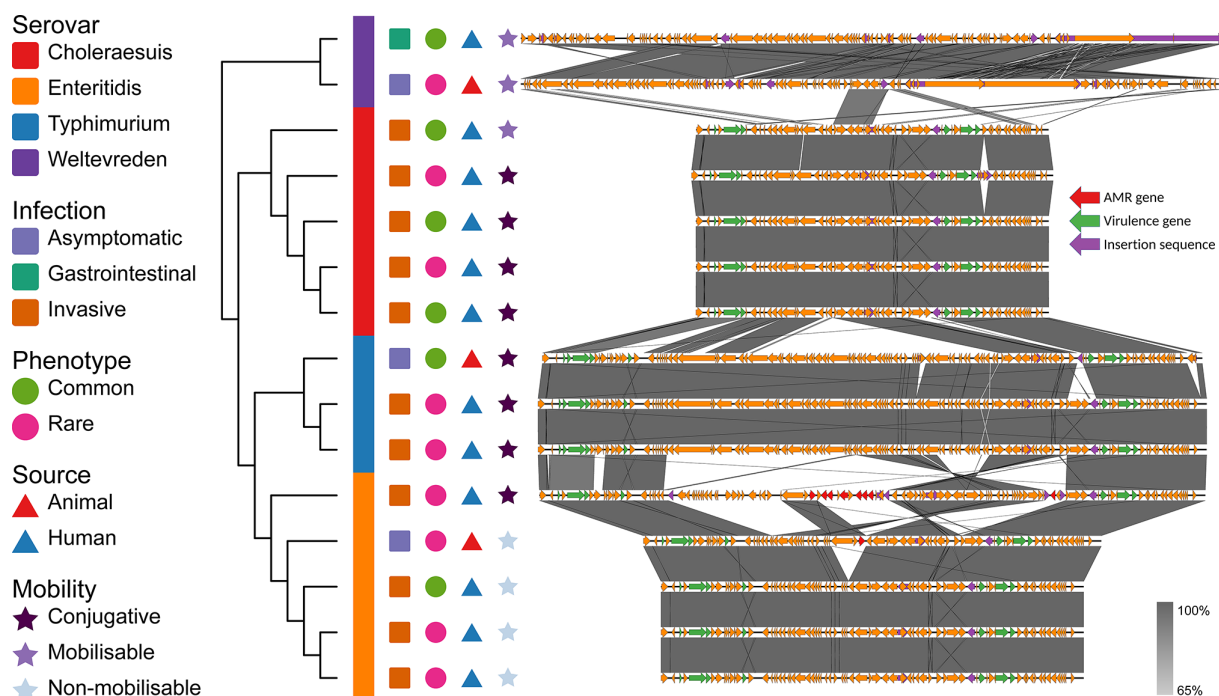 Serovar
Choleraesuis
Enteritidis
Typhimurium
Weltevreden
Infection
Asymptomatic
Gastrointestinal
Invasive
Phenotype
Common
Rare
Source
Animal
Human
Mobility
Conjugative
Mobilisable
Non-mobilisable
AMR gene
Virulence gene
Insertion sequence
100%
65%